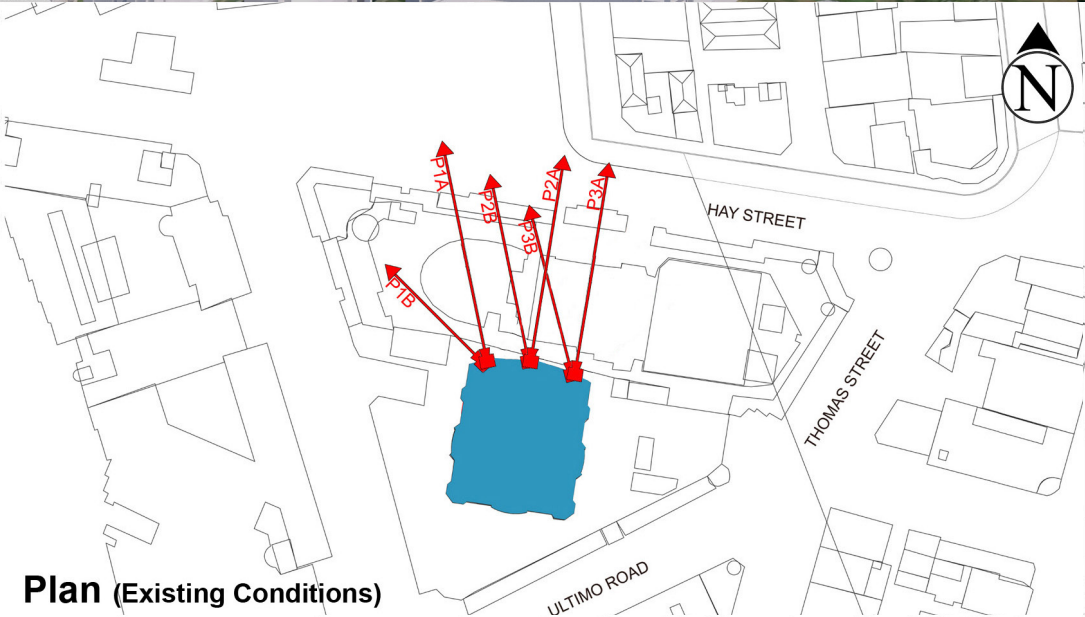 N
P1A
P2B
P2A
P3A
P3B
P1B
HAY STREET
THOMAS STREET
ULTIMO ROAD
Plan (Existing Conditions)